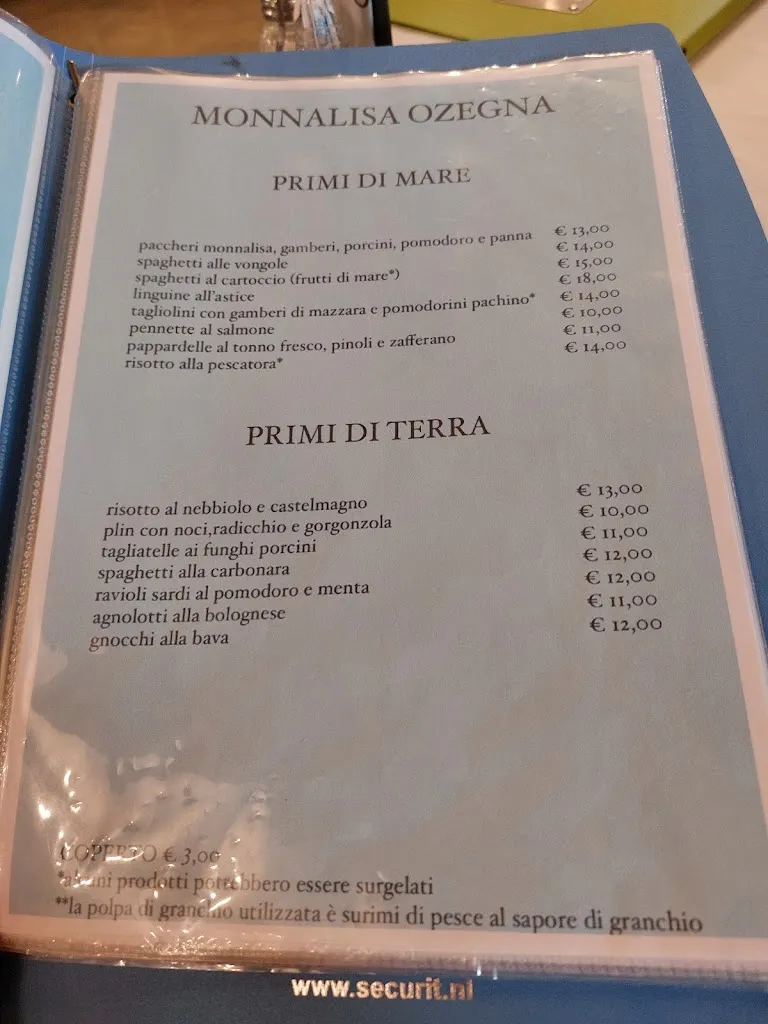 MONNALISA OZEGNA
PRIMI DI MARE
paccheri monnalisa, gamberi, porcini, pomodoro e panna € 13,00
spaghetti alle vongole € 14,00
spaghetti al cartoccio (frutti di mare*) € 15,00
linguine all'astice € 18,00
tagliolini con gamberi di mazzara e pomodorini pachino* € 14,00
pennette al salmone € 10,00
pappardelle al tonno fresco, pinoli e zafferano € 11,00
risotto alla pescatora* € 14,00
PRIMI DI TERRA
risotto al nebbiolo e castelmagno € 13,00
plin con noci,radicchio e gorgonzola € 10,00
tagliatelle ai funghi porcini € 11,00
spaghetti alla carbonara € 12,00
ravioli sardi al pomodoro e menta € 12,00
agnolotti alla bolognese € 11,00
gnocchi alla bava € 12,00
COPERTO € 3,00
*alcuni prodotti potrebbero essere surgelati
**la polpa di granchio utilizzata è surimi di pesce al sapore di granchio
www.securit.nl